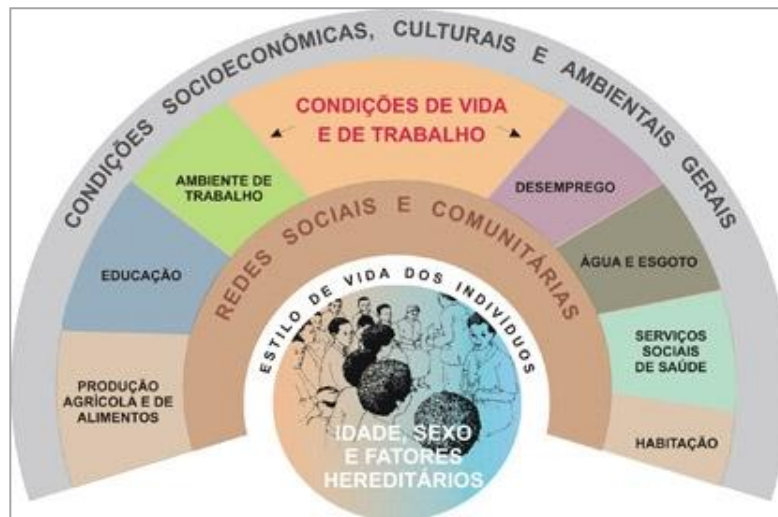 CONDIÇÕES SOCIOECONÔMICAS, CULTURAIS E AMBIENTAIS GERAIS
CONDIÇÕES DE VIDA
E DE TRABALHO
AMBIENTE DE
TRABALHO
DESEMPREGO
EDUCAÇÃO
ÁGUA E ESGOTO
PRODUÇÃO
AGRÍCOLA E DE
ALIMENTOS
SERVIÇOS
SOCIAIS
DE SAÚDE
HABITAÇÃO
REDES SOCIAIS E COMUNITÁRIAS
ESTILO DE VIDA DOS INDIVÍDUOS
IDADE, SEXO
E FATORES
HEREDITÁRIOS